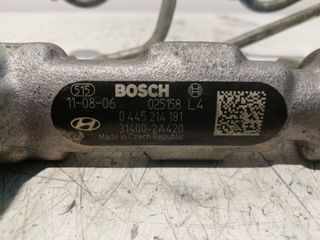 515 BOSCH
11-08-06 025158 L4
0 445 214 181
31400-2A420
Made in Czech Republic